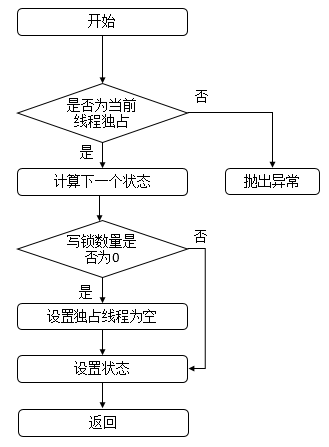 开始
是否为当前
线程独占
否
是
计算下一个状态
抛出异常
写锁数量是
否为0
否
是
设置独占线程为空
设置状态
返回